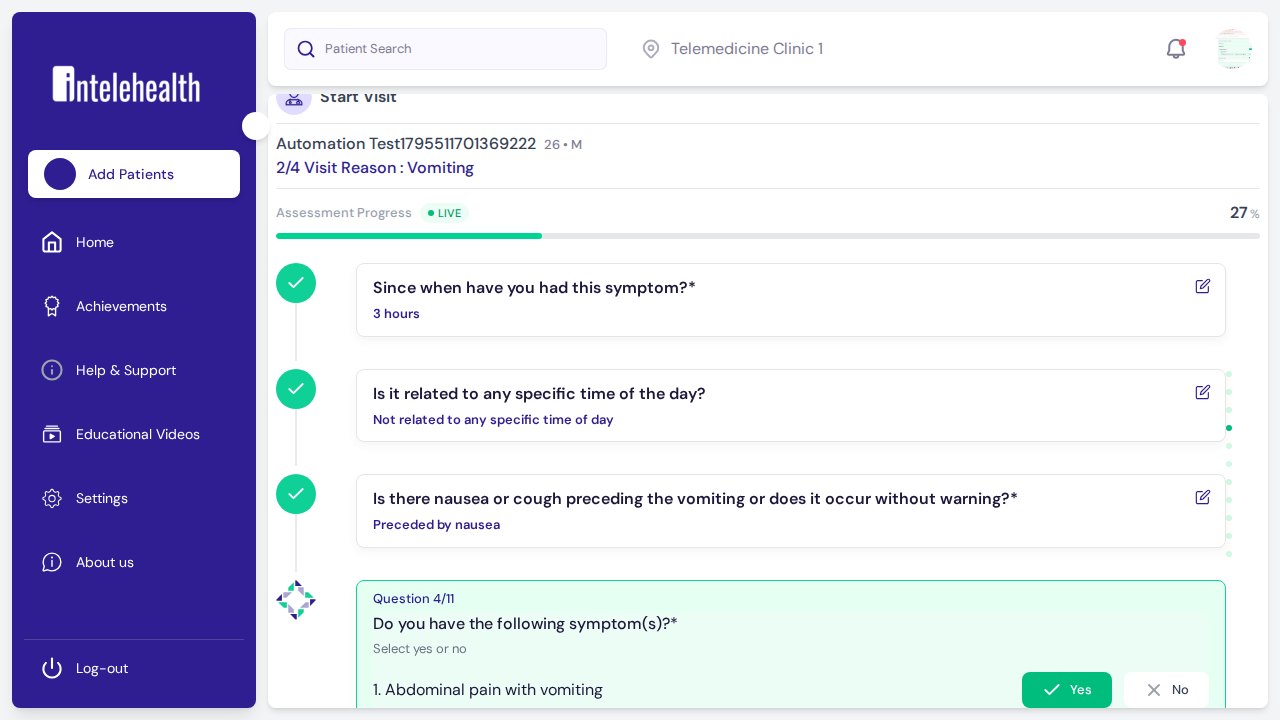 intelehealth
Add Patients
Home
Achievements
Help & Support
Educational Videos
Settings
About us
Log-out
Patient Search
Telemedicine Clinic 1
Start Visit
Automation Test1795511701369222 26 • M
2/4 Visit Reason : Vomiting
Assessment Progress LIVE 27 %
Since when have you had this symptom?*
3 hours
Is it related to any specific time of the day?
Not related to any specific time of day
Is there nausea or cough preceding the vomiting or does it occur without warning?*
Preceded by nausea
Question 4/11
Do you have the following symptom(s)?*
Select yes or no
1. Abdominal pain with vomiting Yes No